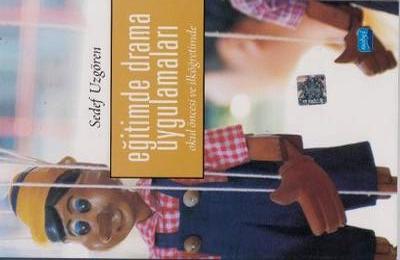 Sedef Uzgören
eğitimde drama
uygulamaları
okul öncesi ve ilköğretimde